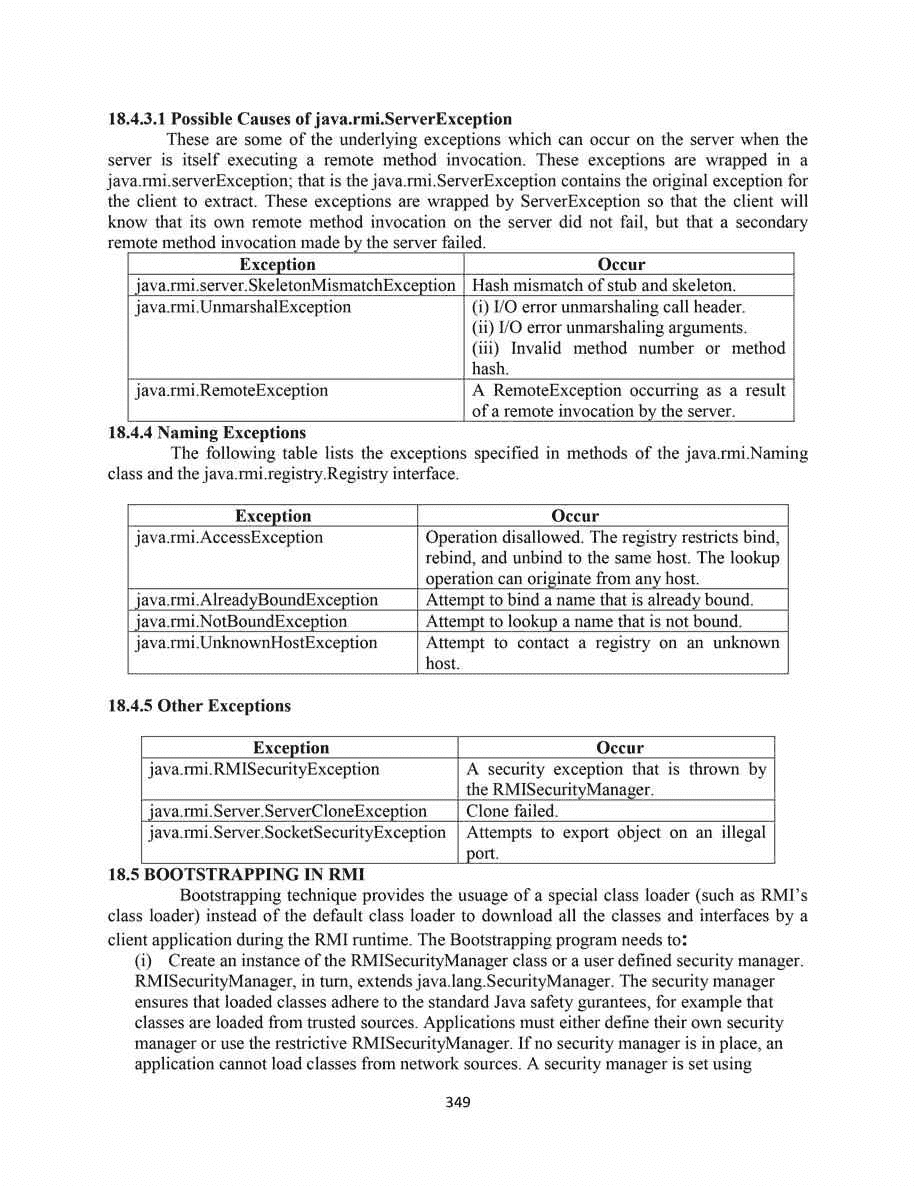 18.4.3.1 Possible Causes of java.rmi.ServerException
These are some of the underlying exceptions which can occur on the server when the
server is itself executing a remote method invocation. These exceptions are wrapped in a
java.rmi.serverException; that is the java.rmi.ServerException contains the original exception for
the client to extract. These exceptions are wrapped by ServerException so that the client will
know that its own remote method invocation on the server did not fail, but that a secondary
remote method invocation made by the server failed.
Exception Occur
java.rmi.server.SkeletonMismatchException Hash mismatch of stub and skeleton.
java.rmi.UnmarshalException (i) I/O error unmarshaling call header.
(ii) I/O error unmarshaling arguments.
(iii) Invalid method number or method
hash.
java.rmi.RemoteException A RemoteException occurring as a result
of a remote invocation by the server.
18.4.4 Naming Exceptions
The following table lists the exceptions specified in methods of the java.rmi.Naming
class and the java.rmi.registry.Registry interface.
Exception Occur
java.rmi.AccessException Operation disallowed. The registry restricts bind,
rebind, and unbind to the same host. The lookup
operation can originate from any host.
java.rmi.AlreadyBoundException Attempt to bind a name that is already bound.
java.rmi.NotBoundException Attempt to lookup a name that is not bound.
java.rmi.UnknownHostException Attempt to contact a registry on an unknown
host.
18.4.5 Other Exceptions
Exception Occur
java.rmi.RMISecurityException A security exception that is thrown by
the RMISecurityManager.
java.rmi.Server.ServerCloneException Clone failed.
java.rmi.Server.SocketSecurityException Attempts to export object on an illegal
port.
18.5 BOOTSTRAPPING IN RMI
Bootstrapping technique provides the usuage of a special class loader (such as RMI's
class loader) instead of the default class loader to download all the classes and interfaces by a
client application during the RMI runtime. The Bootstrapping program needs to:
(i) Create an instance of the RMISecurityManager class or a user defined security manager.
RMISecurityManager, in turn, extends java.lang.SecurityManager. The security manager
ensures that loaded classes adhere to the standard Java safety gurantees, for example that
classes are loaded from trusted sources. Applications must either define their own security
manager or use the restrictive RMISecurityManager. If no security manager is in place, an
application cannot load classes from network sources. A security manager is set using
349